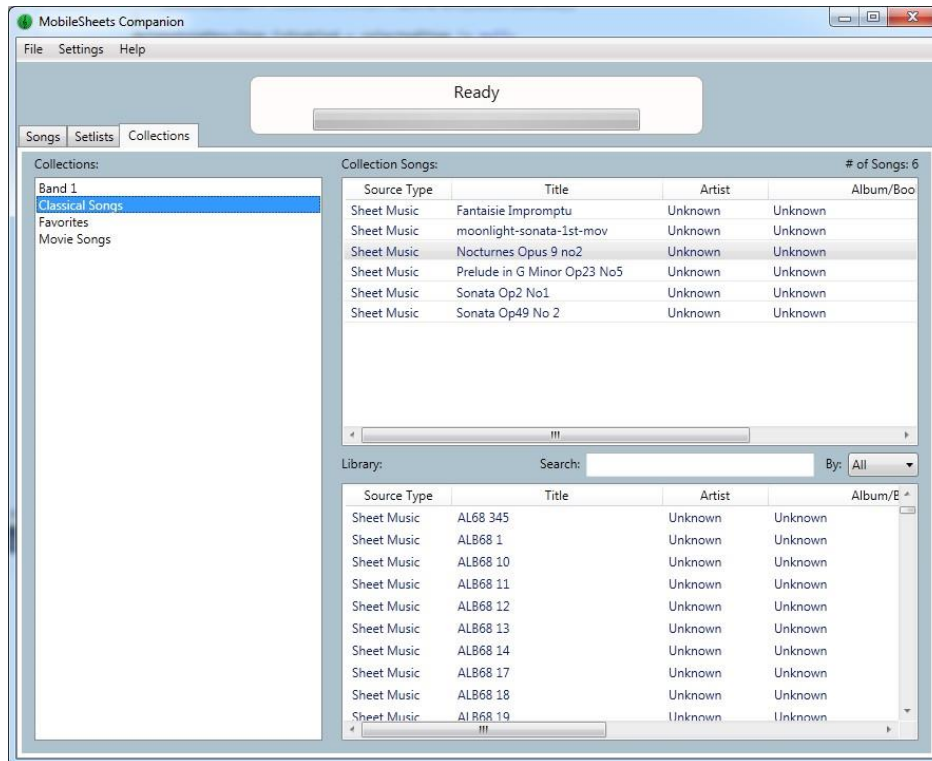 MobileSheets Companion
File Settings Help
Ready
Songs Setlists Collections
Collections:
Band 1
Classical Songs
Favorites
Movie Songs
Collection Songs: # of Songs: 6
Source Type Title Artist Album/Boo
Sheet Music Fantaisie Impromptu Unknown Unknown
Sheet Music moonlight-sonata-1st-mov Unknown Unknown
Sheet Music Nocturnes Opus 9 no2 Unknown Unknown
Sheet Music Prelude in G Minor Op23 No5 Unknown Unknown
Sheet Music Sonata Op2 No1 Unknown Unknown
Sheet Music Sonata Op49 No 2 Unknown Unknown
Library: Search: By: All
Source Type Title Artist Album/B
Sheet Music AL68 345 Unknown Unknown
Sheet Music ALB68 1 Unknown Unknown
Sheet Music ALB68 10 Unknown Unknown
Sheet Music ALB68 11 Unknown Unknown
Sheet Music ALB68 12 Unknown Unknown
Sheet Music ALB68 13 Unknown Unknown
Sheet Music ALB68 14 Unknown Unknown
Sheet Music ALB68 17 Unknown Unknown
Sheet Music ALB68 18 Unknown Unknown
Sheet Music ALB68 19 Unknown Unknown